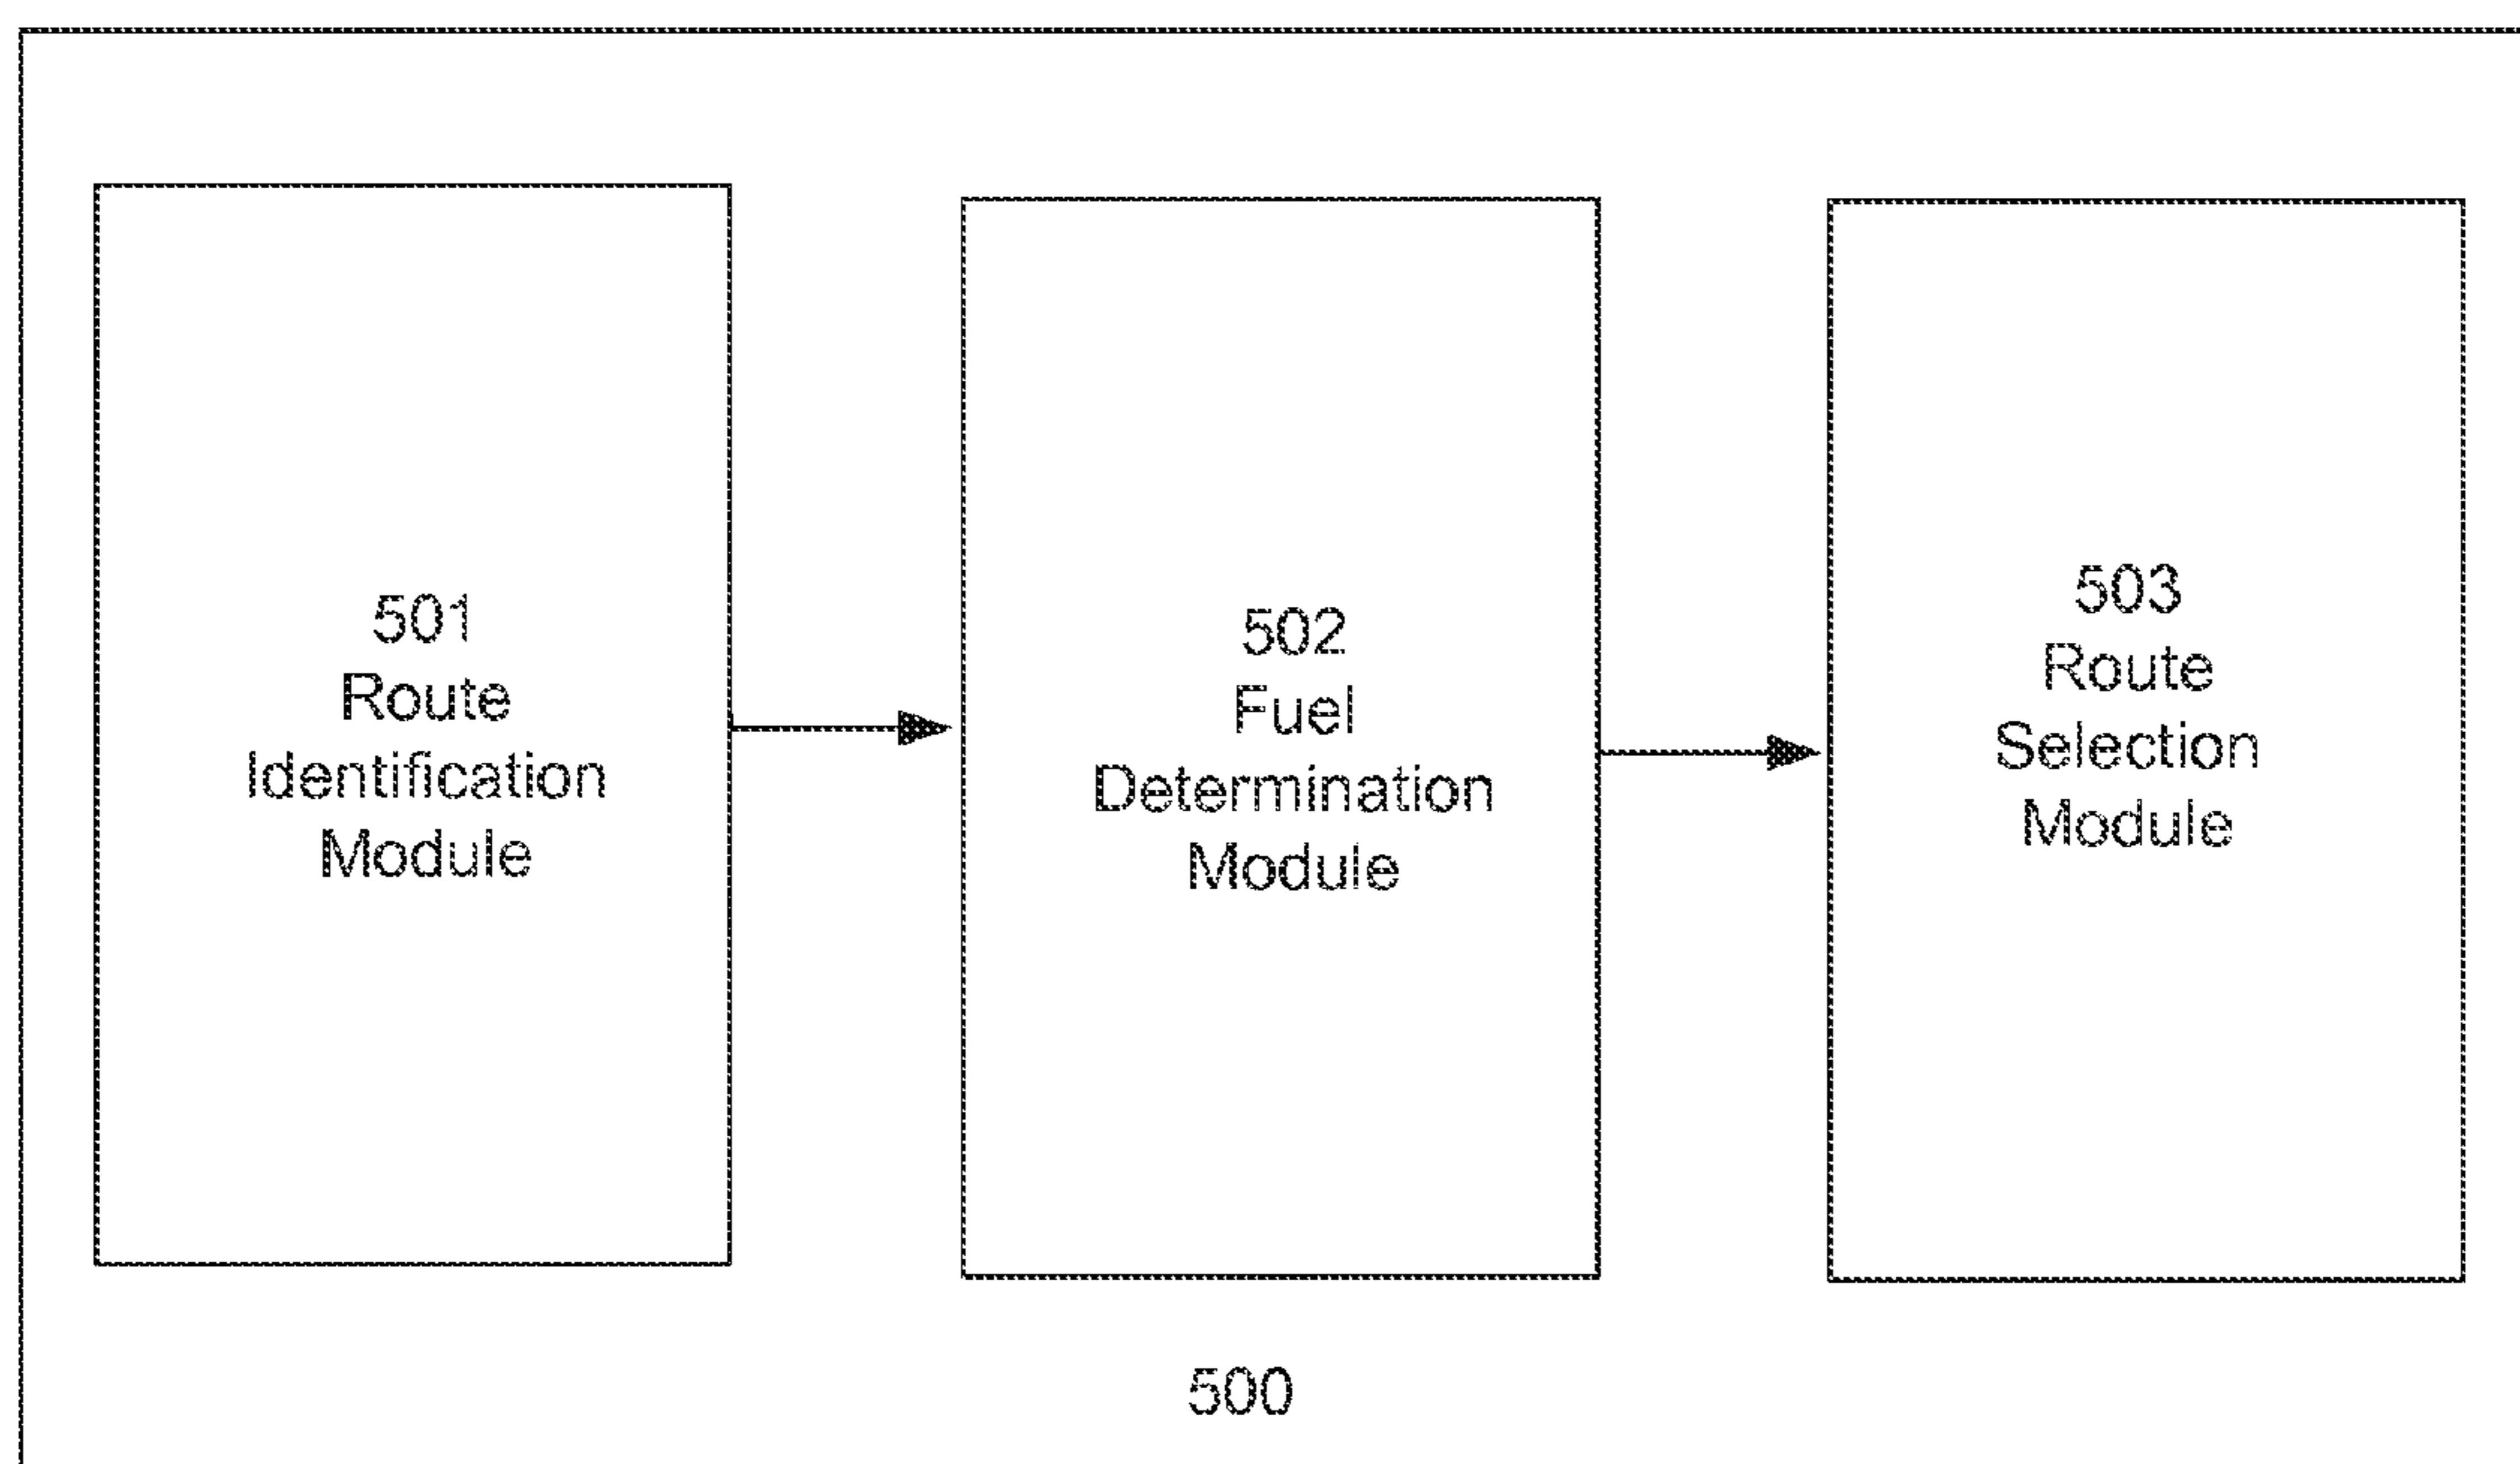 501
Route
Identification
Module
502
Fuel
Determination
Module
503
Route
Selection
Module
500